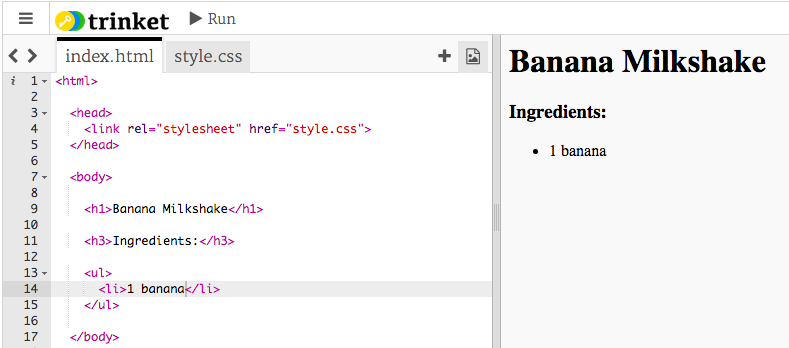 trinket Run
index.html style.css
i 1 <html>
2
3 <head>
4 <link rel="stylesheet" href="style.css">
5 </head>
6
7 <body>
8
9 <h1>Banana Milkshake</h1>
10
11 <h3>Ingredients:</h3>
12
13 <ul>
14 <li>1 banana</li>
15 </ul>
16
17 </body>
Banana Milkshake
Ingredients:
• 1 banana